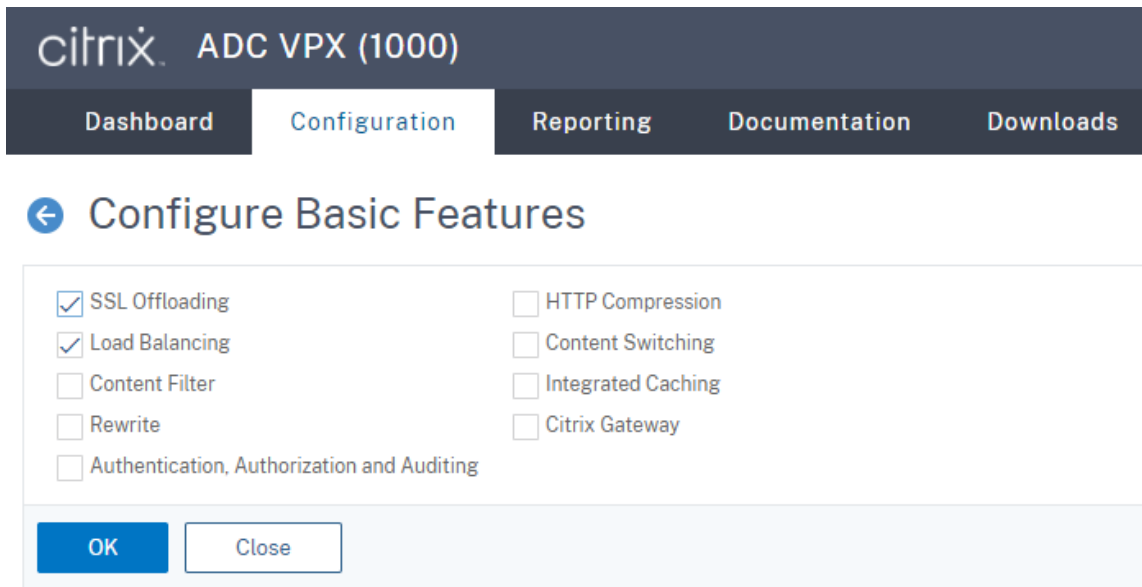 citrix. ADC VPX (1000)
Dashboard Configuration Reporting Documentation Downloads
Configure Basic Features
SSL Offloading HTTP Compression
Load Balancing Content Switching
Content Filter Integrated Caching
Rewrite Citrix Gateway
Authentication, Authorization and Auditing
OK Close